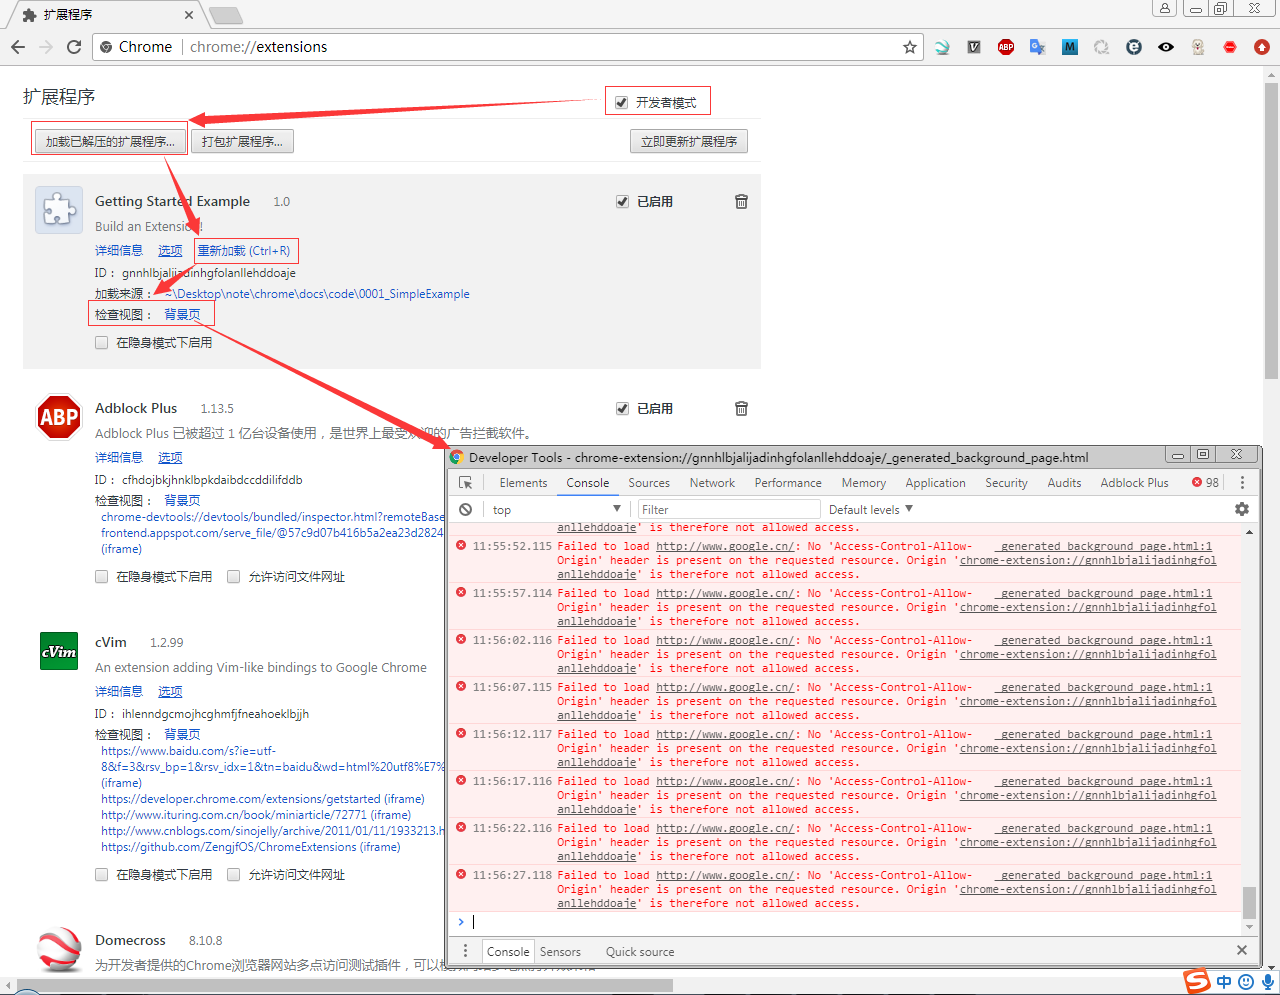 扩展程序
Chrome chrome://extensions
扩展程序
开发者模式
加载已解压的扩展程序...
打包扩展程序...
立即更新扩展程序
Getting Started Example 1.0
已启用
Build an Extension!
详细信息 选项 重新加载 (Ctrl+R)
ID： gnnhlbjalijadinhgfolanllehddoaje
加载来源： ~\Desktop\note\chrome\docs\code\0001_SimpleExample
检查视图： 背景页
在隐身模式下启用
ABP
Adblock Plus 1.13.5
已启用
Adblock Plus 已被超过 1 亿台设备使用，是世界上最受欢迎的广告拦截软件。
详细信息 选项
ID： cfhdojbkjhnklbpkdaibdccddilifddb
检查视图： 背景页
chrome-devtools://devtools/bundled/inspector.html?remoteBase
frontend.appspot.com/serve_file/@57c9d07b416b5a2ea23d2824
(iframe)
在隐身模式下启用 允许访问文件网址
cVim
cVim 1.2.99
An extension adding Vim-like bindings to Google Chrome
详细信息 选项
ID： ihlenndgcmojhcghmfjfneahoeklbjjh
检查视图： 背景页
https://www.baidu.com/s?ie=utf-
8&f=3&rsv_bp=1&rsv_idx=1&tn=baidu&wd=html%20utf8%E7%
(iframe)
https://developer.chrome.com/extensions/getstarted (iframe)
http://www.ituring.com.cn/book/miniarticle/72771 (iframe)
http://www.cnblogs.com/sinojelly/archive/2011/01/11/1933213.h
https://github.com/ZengjfOS/ChromeExtensions (iframe)
在隐身模式下启用 允许访问文件网址
Domecross 8.10.8
为开发者提供的Chrome浏览器网站多点访问测试插件，可以
Developer Tools - chrome-extension://gnnhlbjalijadinhgfolanllehddoaje/_generated_background_page.html
Elements Console Sources Network Performance Memory Application Security Audits Adblock Plus 98
top Filter Default levels
anllehddoaje' is therefore not allowed access.
11:55:52.115 Failed to load http://www.google.cn/: No 'Access-Control-Allow- _generated_background_page.html:1
Origin' header is present on the requested resource. Origin 'chrome-extension://gnnhlbjalijadinhgfol
anllehddoaje' is therefore not allowed access.
11:55:57.114 Failed to load http://www.google.cn/: No 'Access-Control-Allow- _generated_background_page.html:1
Origin' header is present on the requested resource. Origin 'chrome-extension://gnnhlbjalijadinhgfol
anllehddoaje' is therefore not allowed access.
11:56:02.116 Failed to load http://www.google.cn/: No 'Access-Control-Allow- _generated_background_page.html:1
Origin' header is present on the requested resource. Origin 'chrome-extension://gnnhlbjalijadinhgfol
anllehddoaje' is therefore not allowed access.
11:56:07.115 Failed to load http://www.google.cn/: No 'Access-Control-Allow- _generated_background_page.html:1
Origin' header is present on the requested resource. Origin 'chrome-extension://gnnhlbjalijadinhgfol
anllehddoaje' is therefore not allowed access.
11:56:12.117 Failed to load http://www.google.cn/: No 'Access-Control-Allow- _generated_background_page.html:1
Origin' header is present on the requested resource. Origin 'chrome-extension://gnnhlbjalijadinhgfol
anllehddoaje' is therefore not allowed access.
11:56:17.116 Failed to load http://www.google.cn/: No 'Access-Control-Allow- _generated_background_page.html:1
Origin' header is present on the requested resource. Origin 'chrome-extension://gnnhlbjalijadinhgfol
anllehddoaje' is therefore not allowed access.
11:56:22.116 Failed to load http://www.google.cn/: No 'Access-Control-Allow- _generated_background_page.html:1
Origin' header is present on the requested resource. Origin 'chrome-extension://gnnhlbjalijadinhgfol
anllehddoaje' is therefore not allowed access.
11:56:27.118 Failed to load http://www.google.cn/: No 'Access-Control-Allow- _generated_background_page.html:1
Origin' header is present on the requested resource. Origin 'chrome-extension://gnnhlbjalijadinhgfol
anllehddoaje' is therefore not allowed access.
Console Sensors Quick source
中